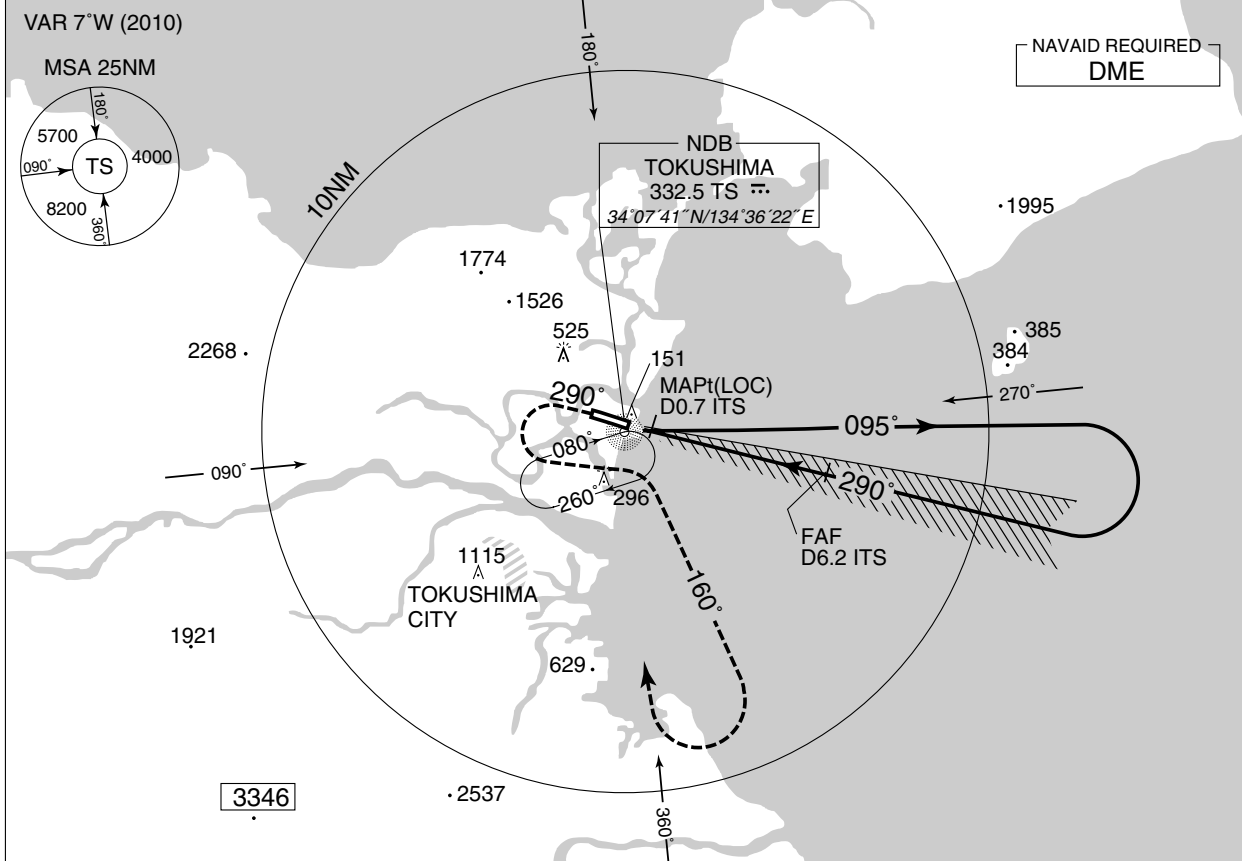 VAR 7°W (2010)
MSA 25NM
180°
5700
4000
090°
TS
8200
360°
10NM
180°
NAVAID REQUIRED
DME
NDB
TOKUSHIMA
332.5 TS
34°07′41″N/134°36′22″E
1995
1774
1526
525
2268
151
385
384
MAPt(LOC)
D0.7 ITS
290°
270°
095°
080°
090°
260°
296
290°
FAF
D6.2 ITS
1115
TOKUSHIMA
CITY
160°
1921
629
3346
2537
360°